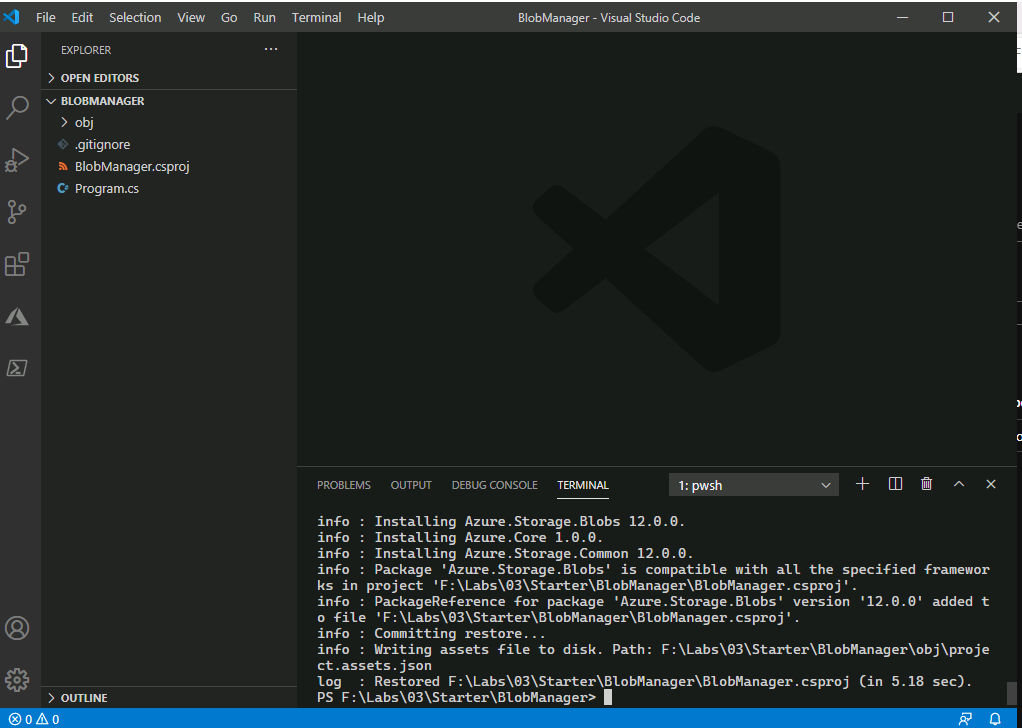 File Edit Selection View Go Run Terminal Help BlobManager - Visual Studio Code
EXPLORER
OPEN EDITORS
BLOBMANAGER
obj
.gitignore
BlobManager.csproj
C# Program.cs
PROBLEMS OUTPUT DEBUG CONSOLE TERMINAL 1: pwsh
info : Installing Azure.Storage.Blobs 12.0.0.
info : Installing Azure.Core 1.0.0.
info : Installing Azure.Storage.Common 12.0.0.
info : Package 'Azure.Storage.Blobs' is compatible with all the specified framewor
ks in project 'F:\Labs\03\Starter\BlobManager\BlobManager.csproj'.
info : PackageReference for package 'Azure.Storage.Blobs' version '12.0.0' added t
o file 'F:\Labs\03\Starter\BlobManager\BlobManager.csproj'.
info : Committing restore...
info : Writing assets file to disk. Path: F:\Labs\03\Starter\BlobManager\obj\proje
ct.assets.json
log  : Restored F:\Labs\03\Starter\BlobManager\BlobManager.csproj (in 5.18 sec).
PS F:\Labs\03\Starter\BlobManager>
OUTLINE
0 0